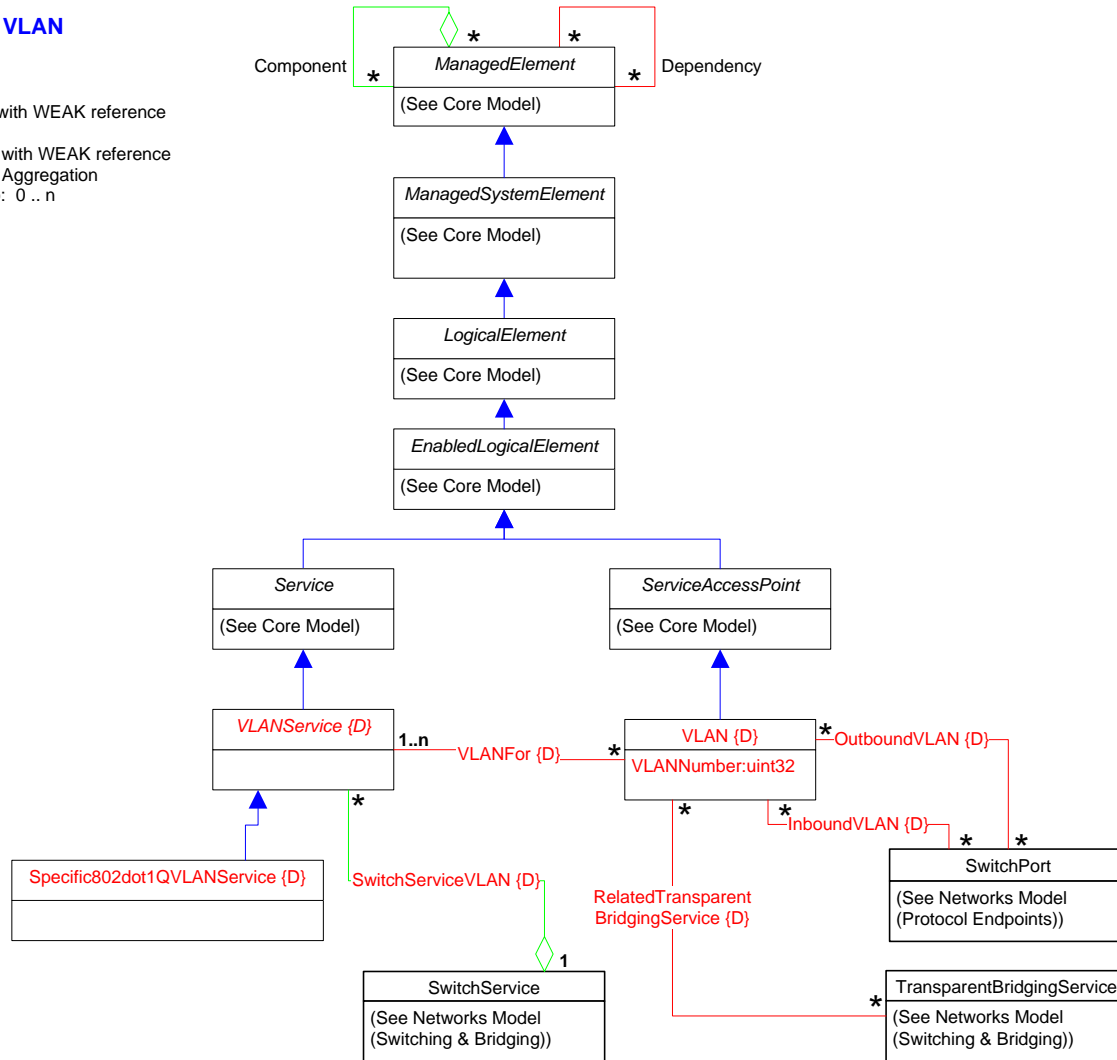 VLAN
with WEAK reference
with WEAK reference
Aggregation
: 0 .. n
Component
*
*
ManagedElement
(See Core Model)
*
*
Dependency
ManagedSystemElement
(See Core Model)
LogicalElement
(See Core Model)
EnabledLogicalElement
(See Core Model)
Service
(See Core Model)
ServiceAccessPoint
(See Core Model)
VLANService {D}
1..n
VLANFor {D}
*
VLAN {D}
VLANNumber:uint32
*
OutboundVLAN {D}
*
*
*
InboundVLAN {D}
*
*
Specific802dot1QVLANService {D}
SwitchServiceVLAN {D}
1
RelatedTransparent
BridgingService {D}
SwitchPort
(See Networks Model
(Protocol Endpoints))
SwitchService
(See Networks Model
(Switching & Bridging))
*
TransparentBridgingService
(See Networks Model
(Switching & Bridging))